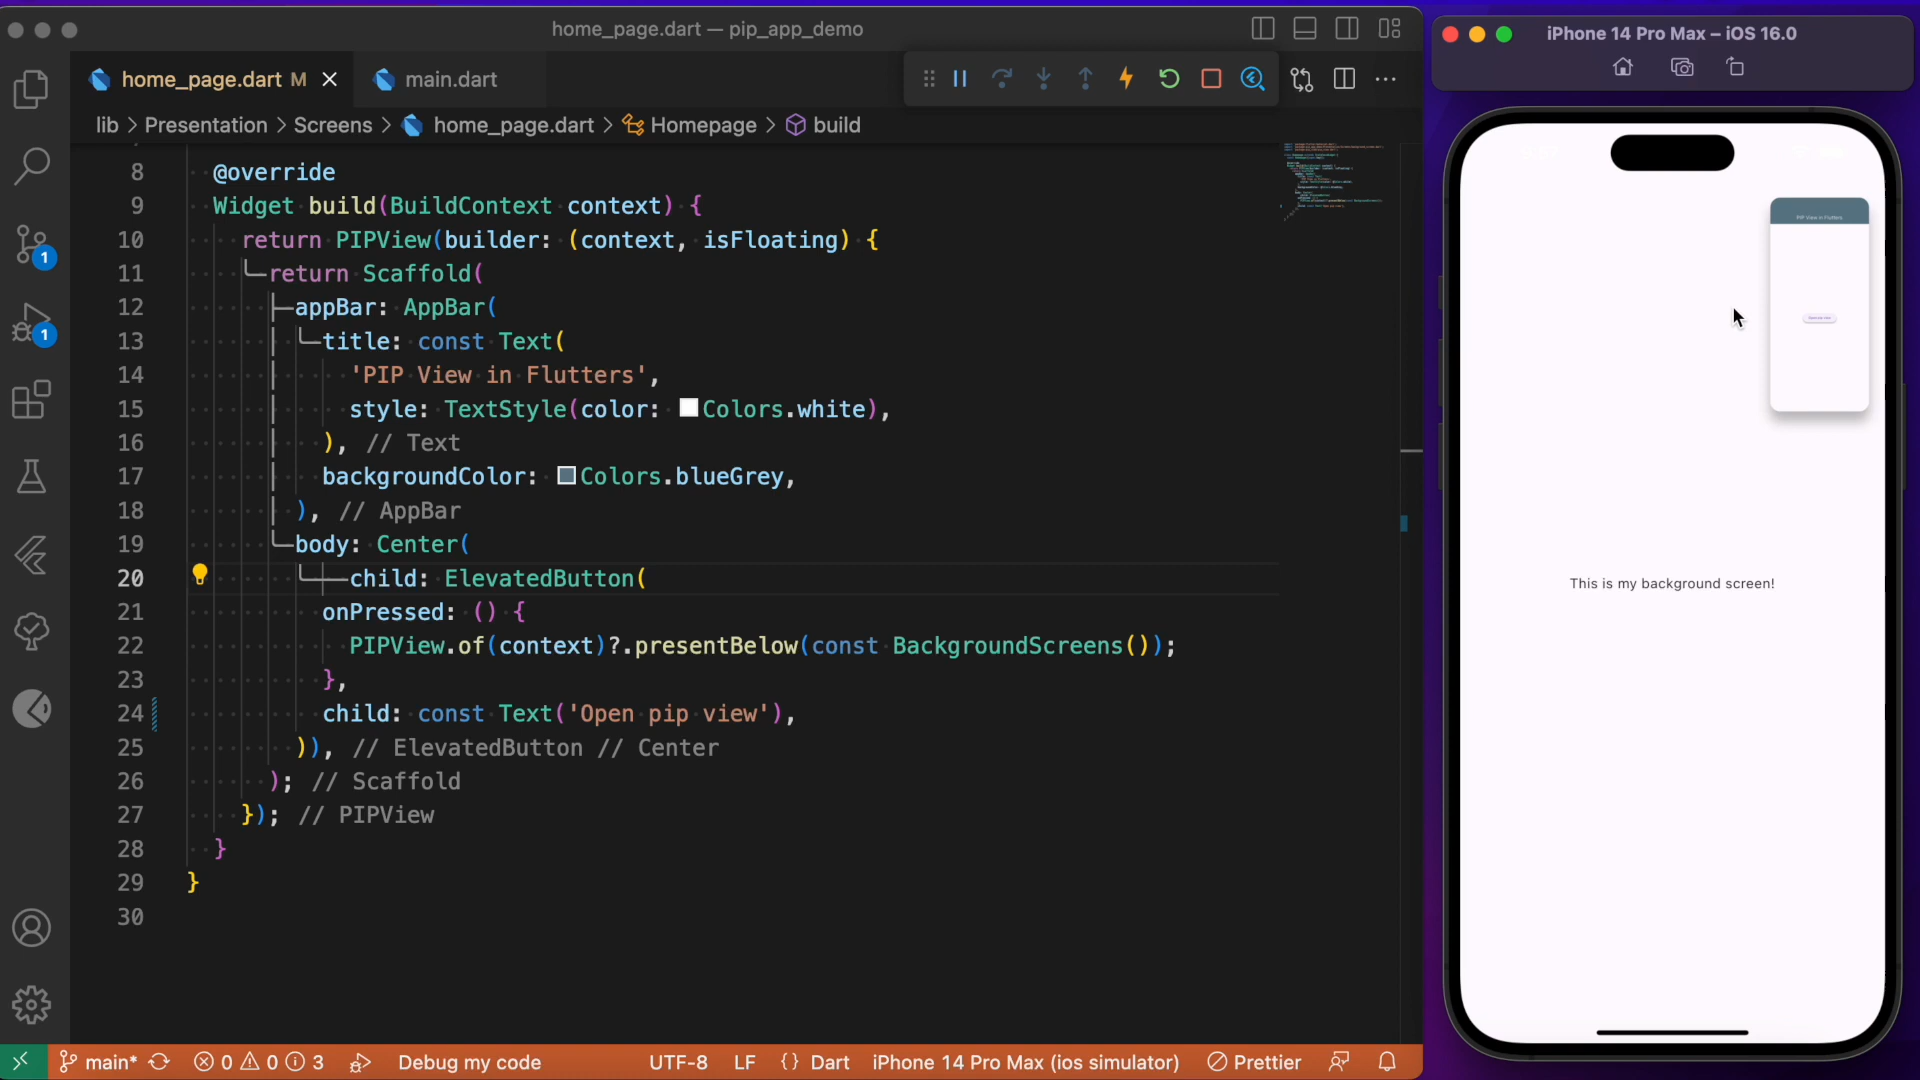 home_page.dart — pip_app_demo
home_page.dart M
main.dart
lib > Presentation > Screens > home_page.dart > Homepage > build
8 @override
9 Widget build(BuildContext context) {
10 return PIPView(builder: (context, isFloating) {
11 return Scaffold(
12 appBar: AppBar(
13 title: const Text(
14 'PIP View in Flutters',
15 style: TextStyle(color: Colors.white),
16 ), // Text
17 backgroundColor: Colors.blueGrey,
18 ), // AppBar
19 body: Center(
20 child: ElevatedButton(
21 onPressed: () {
22 PIPView.of(context)?.presentBelow(const BackgroundScreens());
23 },
24 child: const Text('Open pip view'),
25 )), // ElevatedButton // Center
26 ); // Scaffold
27 }); // PIPView
28 }
29 }
30
1
1
main* 0 0 3 Debug my code UTF-8 LF {} Dart iPhone 14 Pro Max (ios simulator) Prettier
iPhone 14 Pro Max – iOS 16.0
PIP View in Flutters
This is my background screen!